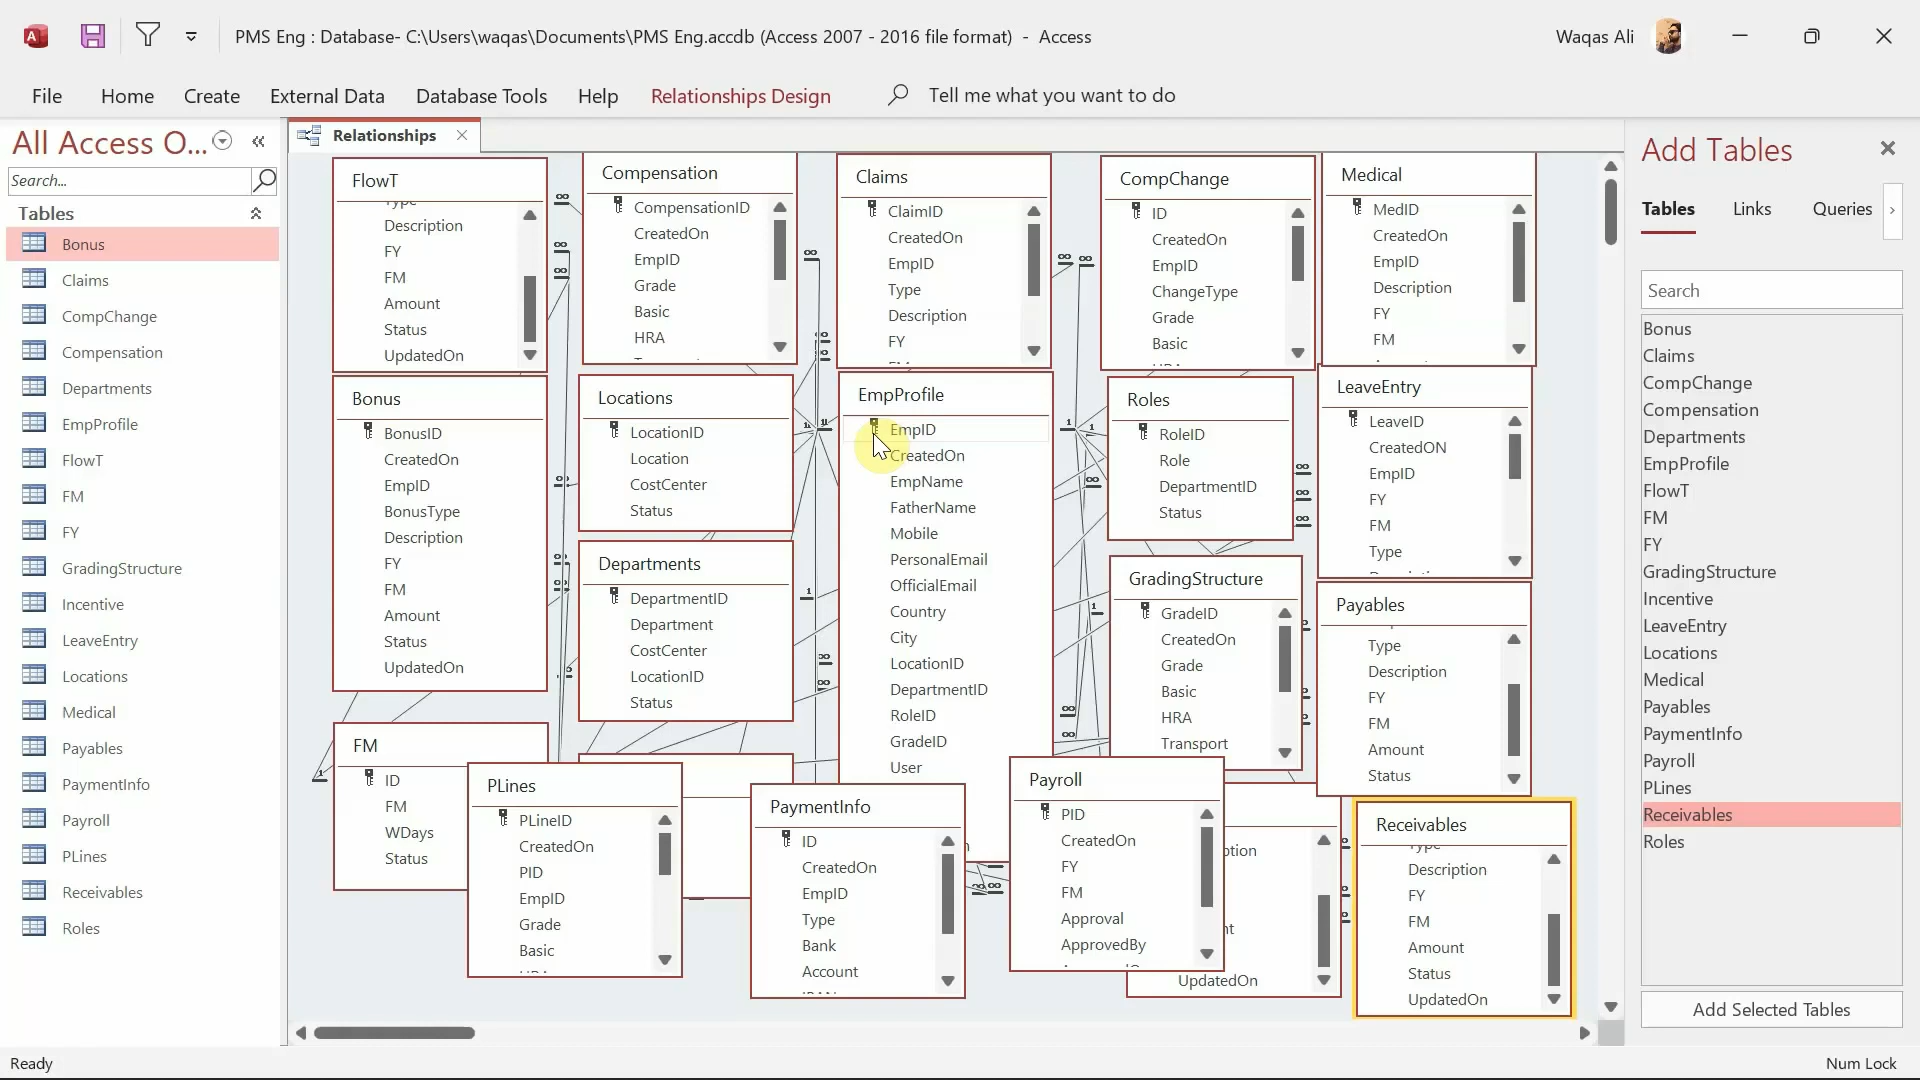 PMS Eng : Database- C:\Users\waqas\Documents\PMS Eng.accdb (Access 2007 - 2016 file format)  -  Access
Waqas Ali
File
Home
Create
External Data
Database Tools
Help
Relationships Design
Tell me what you want to do
All Access O...
Search...
Tables
Bonus
Claims
CompChange
Compensation
Departments
EmpProfile
FlowT
FM
FY
GradingStructure
Incentive
LeaveEntry
Locations
Medical
Payables
PaymentInfo
Payroll
PLines
Receivables
Roles
Relationships
FlowT
Type
Description
FY
FM
Amount
Status
UpdatedOn
Compensation
CompensationID
CreatedOn
EmpID
Grade
Basic
HRA
Claims
ClaimID
CreatedOn
EmpID
Type
Description
FY
CompChange
ID
CreatedOn
EmpID
ChangeType
Grade
Basic
Medical
MedID
CreatedOn
EmpID
Description
FY
FM
Bonus
BonusID
CreatedOn
EmpID
BonusType
Description
FY
FM
Amount
Status
UpdatedOn
Locations
LocationID
Location
CostCenter
Status
EmpProfile
EmpID
CreatedOn
EmpName
FatherName
Mobile
PersonalEmail
OfficialEmail
Country
City
LocationID
DepartmentID
RoleID
GradeID
User
Roles
RoleID
Role
DepartmentID
Status
LeaveEntry
LeaveID
CreatedON
EmpID
FY
FM
Type
Departments
DepartmentID
Department
CostCenter
LocationID
Status
GradingStructure
GradeID
CreatedOn
Grade
Basic
HRA
Transport
Payables
Type
Description
FY
FM
Amount
Status
FM
ID
FM
WDays
Status
PLines
PLineID
CreatedOn
PID
EmpID
Grade
Basic
PaymentInfo
ID
CreatedOn
EmpID
Type
Bank
Account
Payroll
PID
CreatedOn
FY
FM
Approval
ApprovedBy
UpdatedOn
Receivables
Type
Description
FY
FM
Amount
Status
UpdatedOn
Add Tables
Tables
Links
Queries
Search
Bonus
Claims
CompChange
Compensation
Departments
EmpProfile
FlowT
FM
FY
GradingStructure
Incentive
LeaveEntry
Locations
Medical
Payables
PaymentInfo
Payroll
PLines
Receivables
Roles
Add Selected Tables
Ready
Num Lock